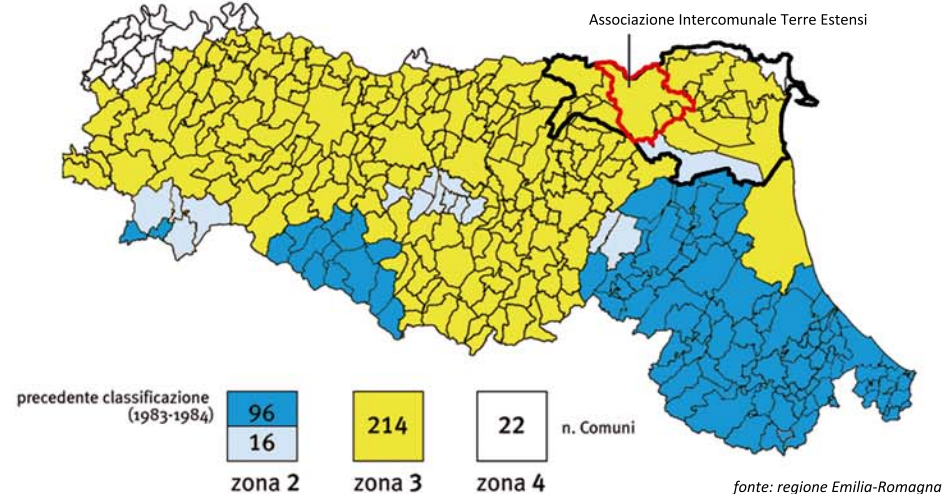 Associazione Intercomunale Terre Estensi
precedente classificazione
(1983-1984)
96
16
214
22
n. Comuni
zona 2
zona 3
zona 4
fonte: regione Emilia-Romagna